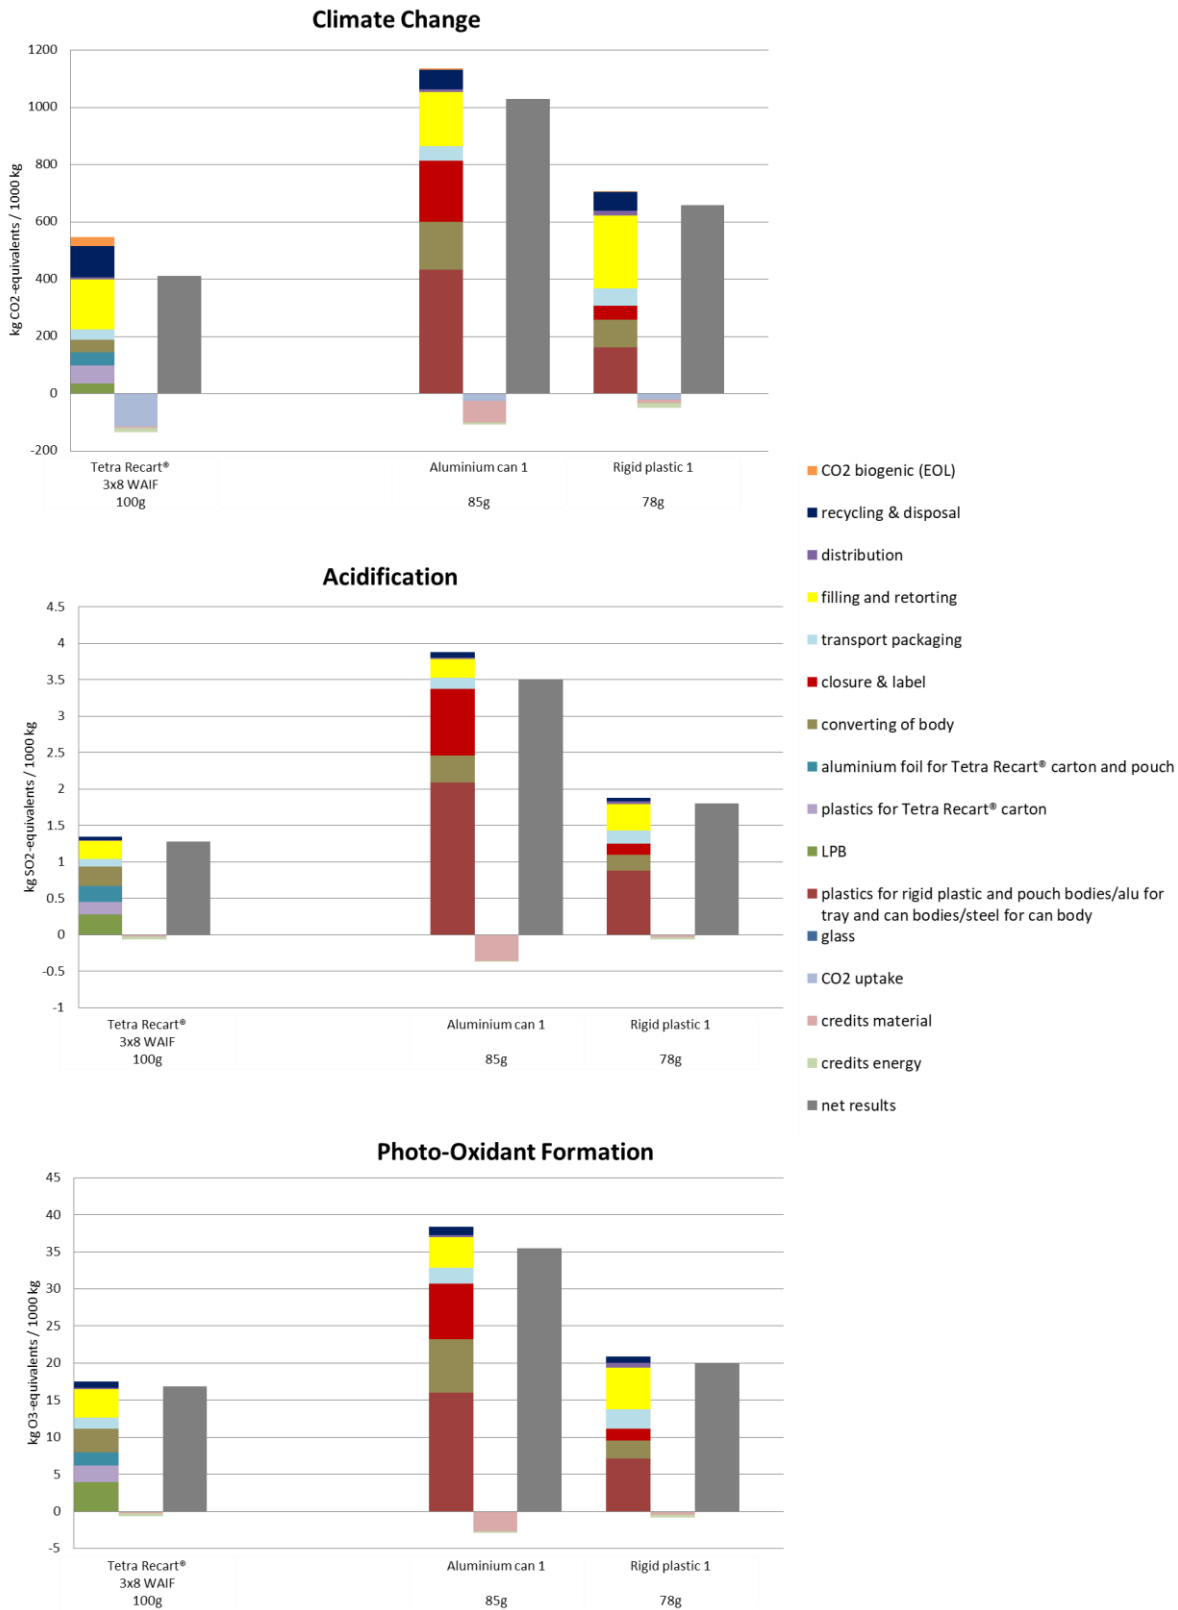 Climate Change
kg CO2-equivalents / 1000 kg
1200
1000
800
600
400
200
0
-200
Tetra Recart®
3x8 WAIF
100g
Aluminium can 1
85g
Rigid plastic 1
78g
Acidification
kg SO2-equivalents / 1000 kg
4.5
4
3.5
3
2.5
2
1.5
1
0.5
0
-0.5
-1
Tetra Recart®
3x8 WAIF
100g
Aluminium can 1
85g
Rigid plastic 1
78g
Photo-Oxidant Formation
kg O3-equivalents / 1000 kg
45
40
35
30
25
20
15
10
5
0
-5
Tetra Recart®
3x8 WAIF
100g
Aluminium can 1
85g
Rigid plastic 1
78g
CO2 biogenic (EOL)
recycling & disposal
distribution
filling and retorting
transport packaging
closure & label
converting of body
aluminium foil for Tetra Recart® carton and pouch
plastics for Tetra Recart® carton
LPB
plastics for rigid plastic and pouch bodies/alu for
tray and can bodies/steel for can body
glass
CO2 uptake
credits material
credits energy
net results